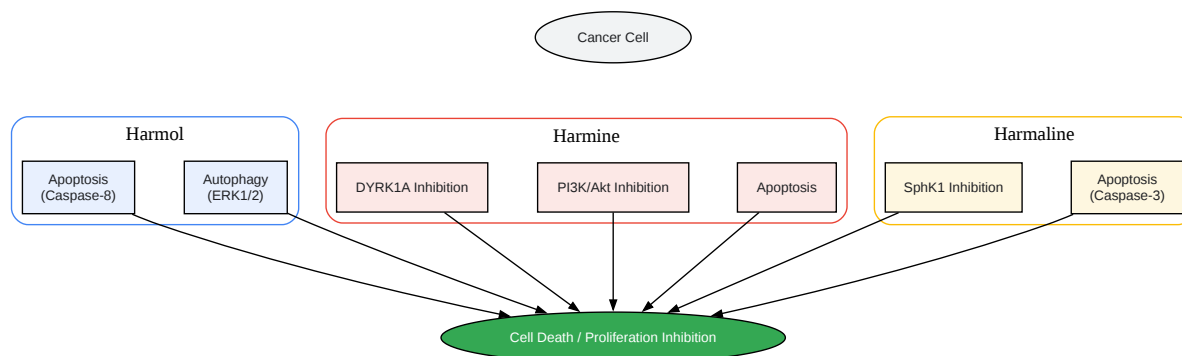 Cancer Cell
Harmol
Harmine
Harmaline
Apoptosis
(Caspase-8)
Autophagy
(ERK1/2)
DYRK1A Inhibition
PI3K/Akt Inhibition
Apoptosis
SphK1 Inhibition
Apoptosis
(Caspase-3)
Cell Death / Proliferation Inhibition